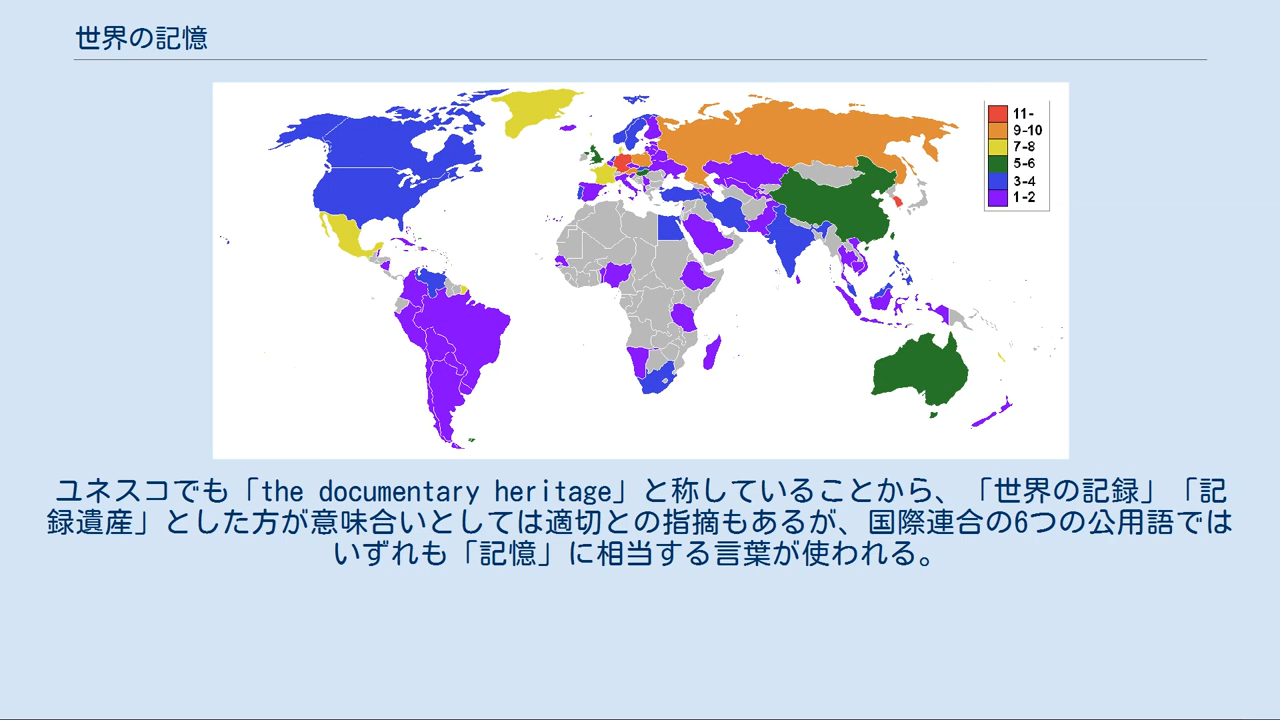 世界の記憶
11-
9-10
7-8
5-6
3-4
1-2
ユネスコでも「the documentary heritage」と称していることから、「世界の記録」「記
録遺産」とした方が意味合いとしては適切との指摘もあるが、国際連合の6つの公用語では
いずれも「記憶」に相当する言葉が使われる。